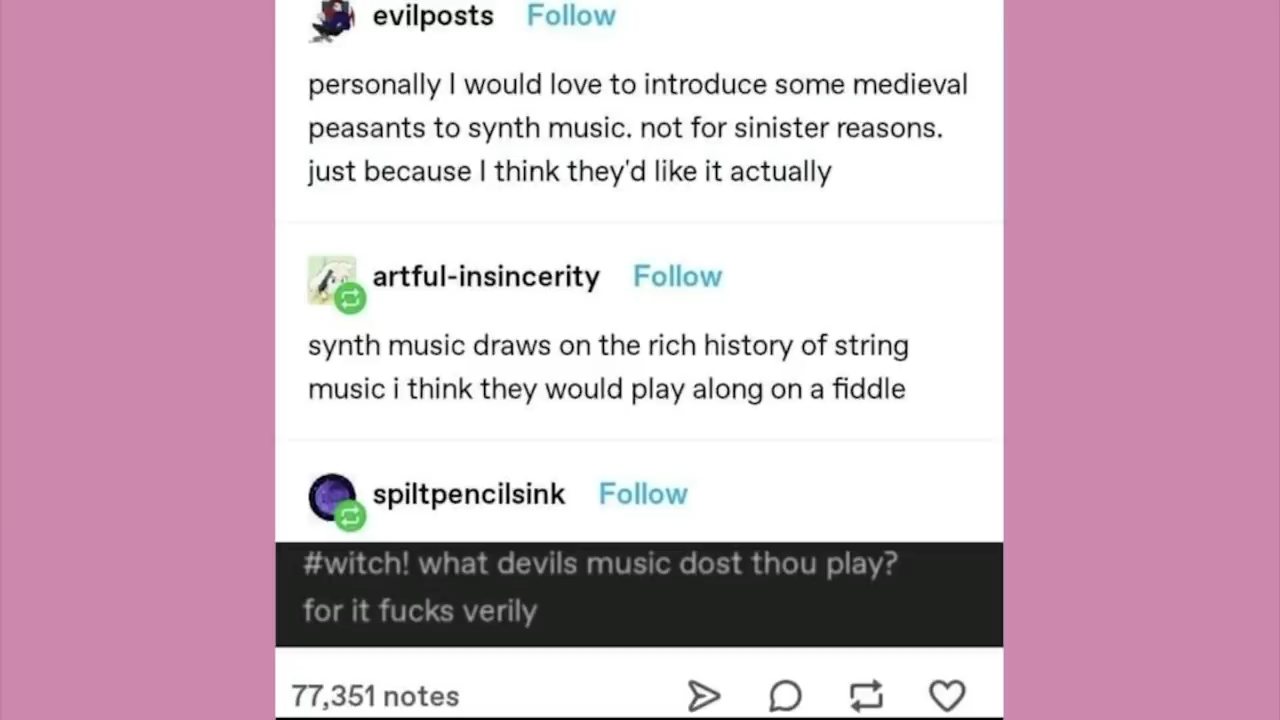 evilposts Follow
personally I would love to introduce some medieval
peasants to synth music. not for sinister reasons.
just because I think they'd like it actually
artful-insincerity Follow
synth music draws on the rich history of string
music i think they would play along on a fiddle
spiltpencilsink Follow
#witch! what devils music dost thou play?
for it fucks verily
77,351 notes